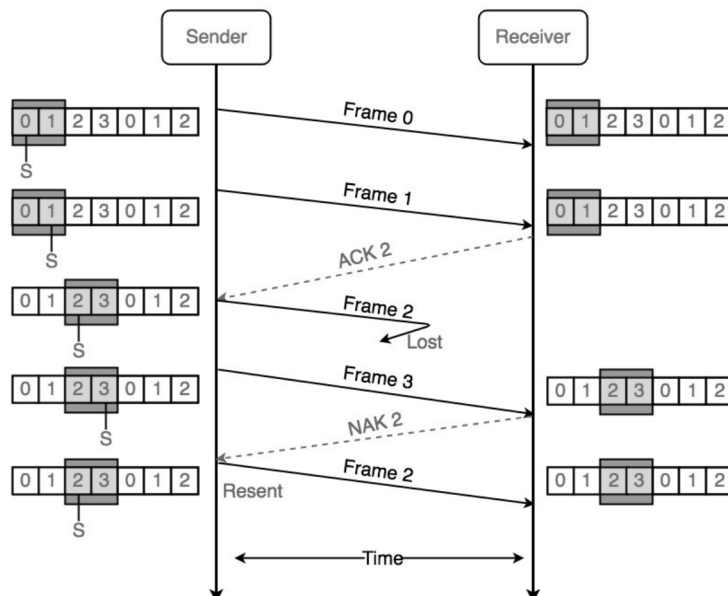 Sender Receiver
0 1 2 3 0 1 2 Frame 0 0 1 2 3 0 1 2
S
0 1 2 3 0 1 2 Frame 1 0 1 2 3 0 1 2
S
ACK 2
0 1 2 3 0 1 2 Frame 2
S
Lost
0 1 2 3 0 1 2 Frame 3 0 1 2 3 0 1 2
S
NAK 2
0 1 2 3 0 1 2 Frame 2 0 1 2 3 0 1 2
Resent
S
Time